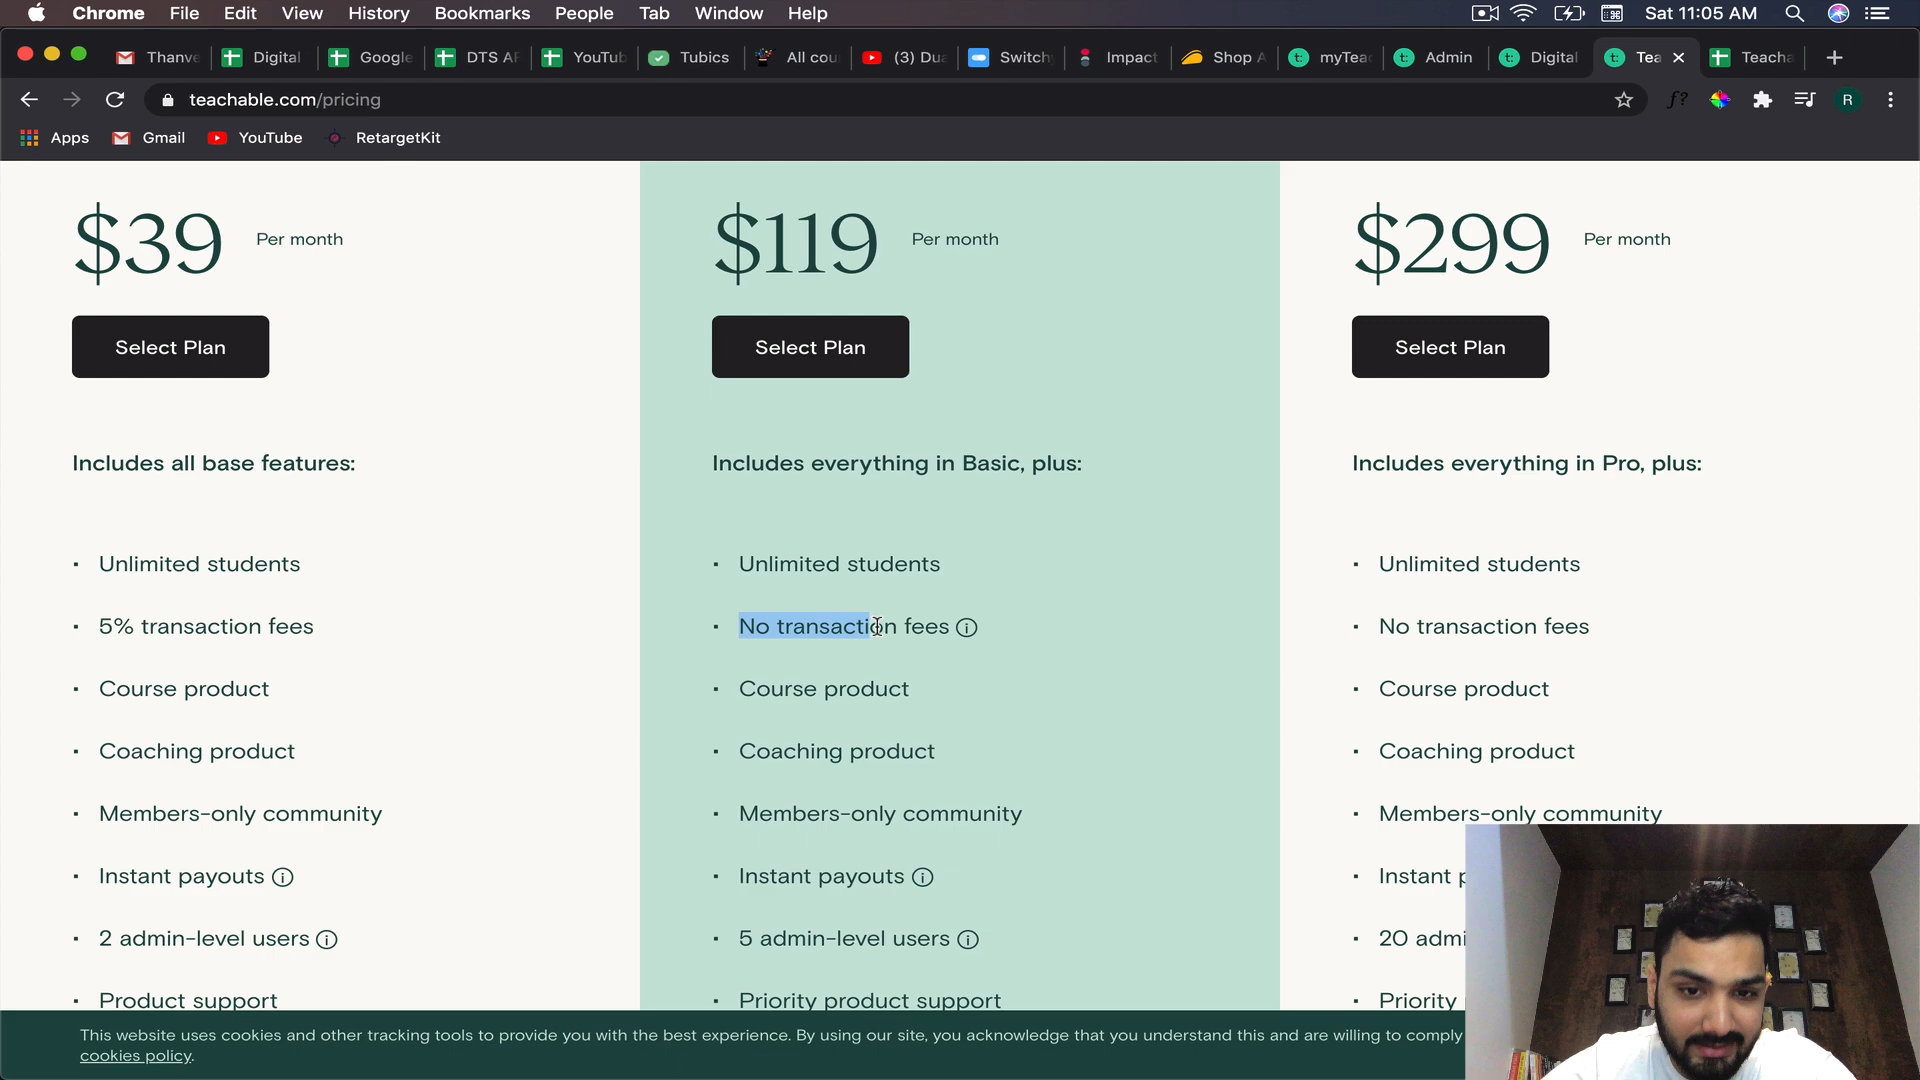 Chrome File Edit View History Bookmarks People Tab Window Help Sat 11:05 AM
Thanve Digital Google DTS AF YouTub Tubics All cou (3) Dua Switch Impact Shop A myTeac Admin Digital Tea Teacha
teachable.com/pricing f? R
Apps Gmail YouTube RetargetKit
$39 Per month
Select Plan
Includes all base features:
· Unlimited students
· 5% transaction fees
· Course product
· Coaching product
· Members-only community
· Instant payouts
· 2 admin-level users
· Product support
$119 Per month
Select Plan
Includes everything in Basic, plus:
· Unlimited students
· No transaction fees
· Course product
· Coaching product
· Members-only community
· Instant payouts
· 5 admin-level users
· Priority product support
$299 Per month
Select Plan
Includes everything in Pro, plus:
· Unlimited students
· No transaction fees
· Course product
· Coaching product
· Members-only community
· Instant p
· 20 admi
· Priority
This website uses cookies and other tracking tools to provide you with the best experience. By using our site, you acknowledge that you understand this and are willing to comply
cookies policy.